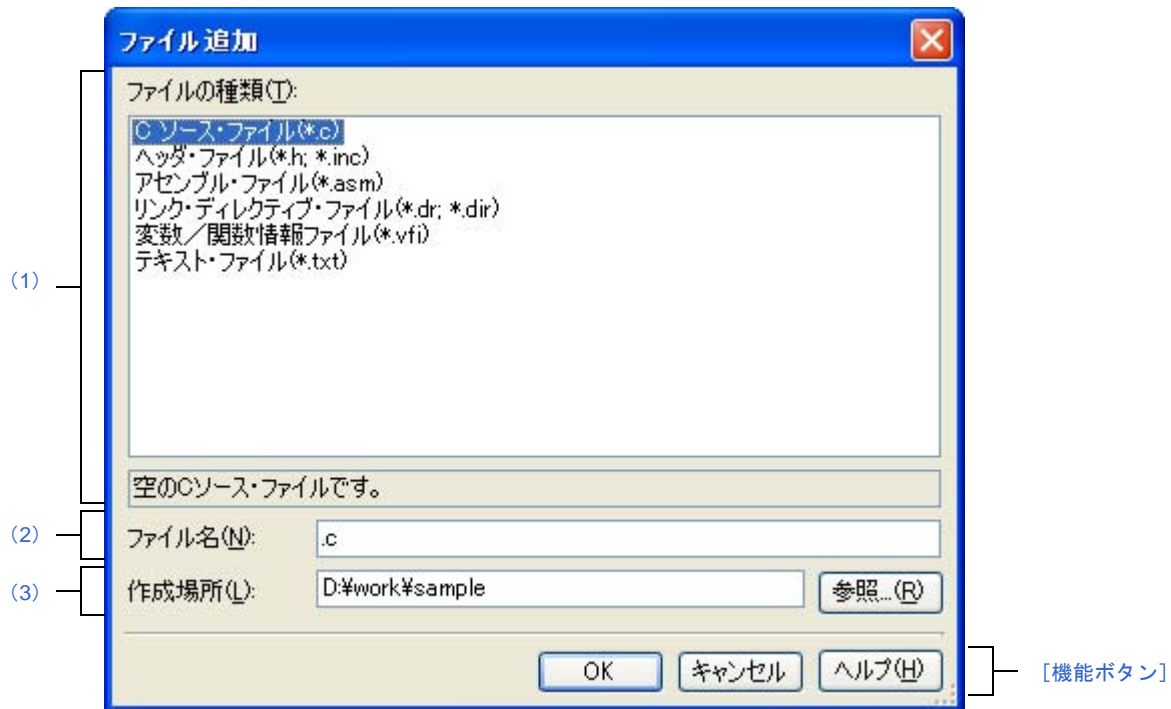 ファイル追加
ファイルの種類(T):
C ソース・ファイル(*.c)
ヘッダ・ファイル(*.h; *.inc)
アセンブル・ファイル(*.asm)
リンク・ディレクティブ・ファイル(*.dr; *.dir)
変数／関数情報ファイル(*.vfi)
テキスト・ファイル(*.txt)
（1）
空のCソース・ファイルです。
（2）
ファイル名(N):
.c
（3）
作成場所(L):
D:¥work¥sample
参照...(R)
OK
キャンセル
ヘルプ(H)
［機能ボタン］